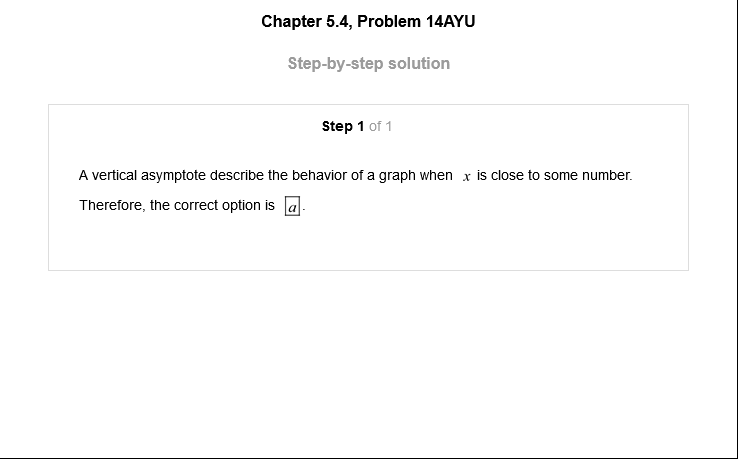 Chapter 5.4, Problem 14AYU
Step-by-step solution
Step 1 of 1
A vertical asymptote describe the behavior of a graph when x is close to some number.
Therefore, the correct option is a.